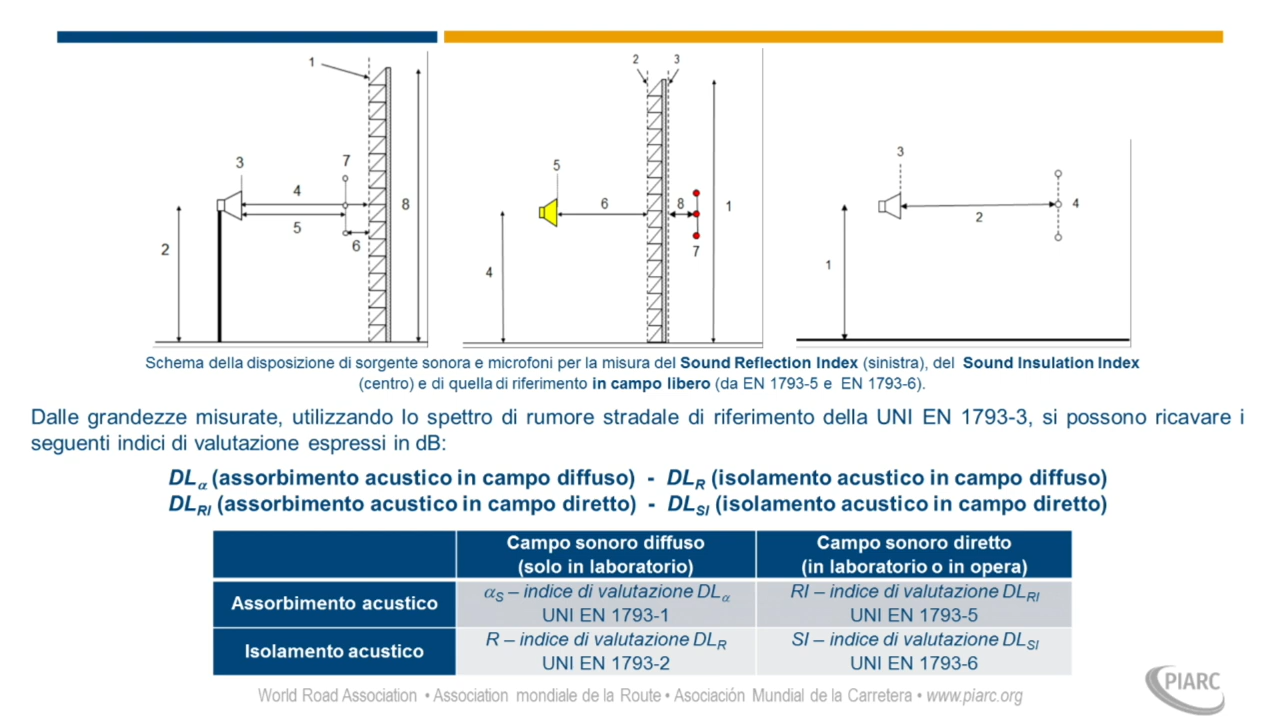 1
3
7
4
8
5
2
6
2
3
5
6
8
1
7
4
3
4
2
1
Schema della disposizione di sorgente sonora e microfoni per la misura del Sound Reflection Index (sinistra), del Sound Insulation Index
(centro) e di quella di riferimento in campo libero (da EN 1793-5 e EN 1793-6).
Dalle grandezze misurate, utilizzando lo spettro di rumore stradale di riferimento della UNI EN 1793-3, si possono ricavare i
seguenti indici di valutazione espressi in dB:
DLα (assorbimento acustico in campo diffuso) - DLR (isolamento acustico in campo diffuso)
DLRI (assorbimento acustico in campo diretto) - DLSI (isolamento acustico in campo diretto)
Campo sonoro diffuso
(solo in laboratorio)
Campo sonoro diretto
(in laboratorio o in opera)
Assorbimento acustico
αS – indice di valutazione DLα
UNI EN 1793-1
RI – indice di valutazione DLRI
UNI EN 1793-5
Isolamento acustico
R – indice di valutazione DLR
UNI EN 1793-2
SI – indice di valutazione DLSI
UNI EN 1793-6
World Road Association • Association mondiale de la Route • Asociación Mundial de la Carretera • www.piarc.org
PIARC